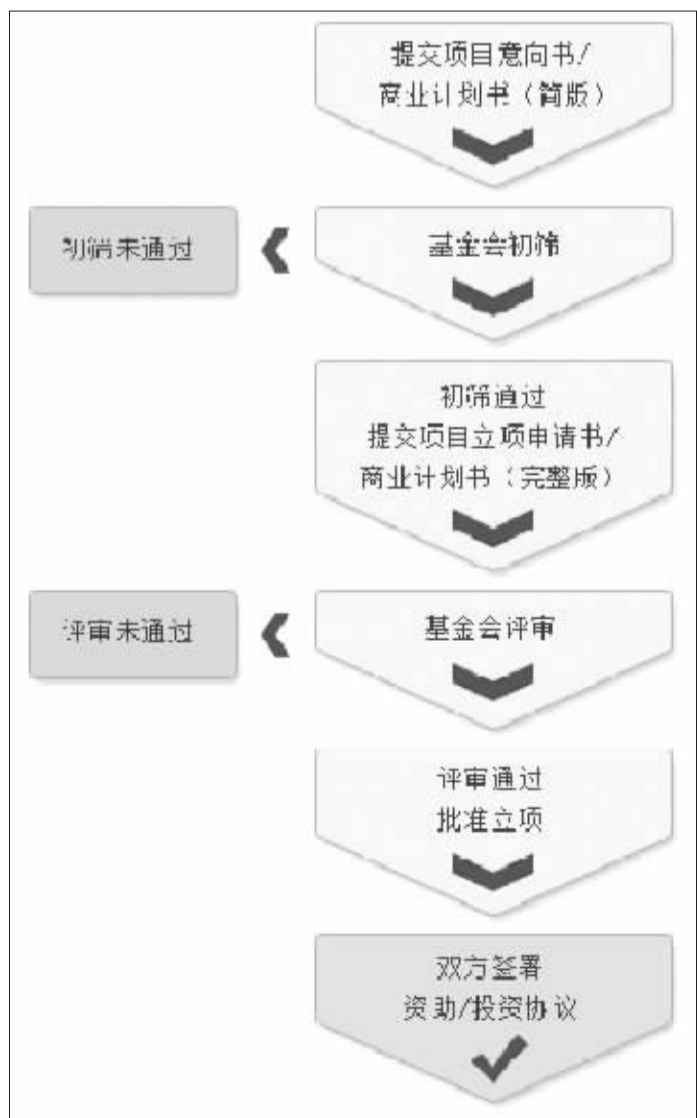 提交项目意向书/
商业计划书（简版）
初筛未通过
基金会初筛
初筛通过
提交项目立项申请书/
商业计划书（完整版）
评审未通过
基金会评审
评审通过
批准立项
双方签署
资助/投资协议